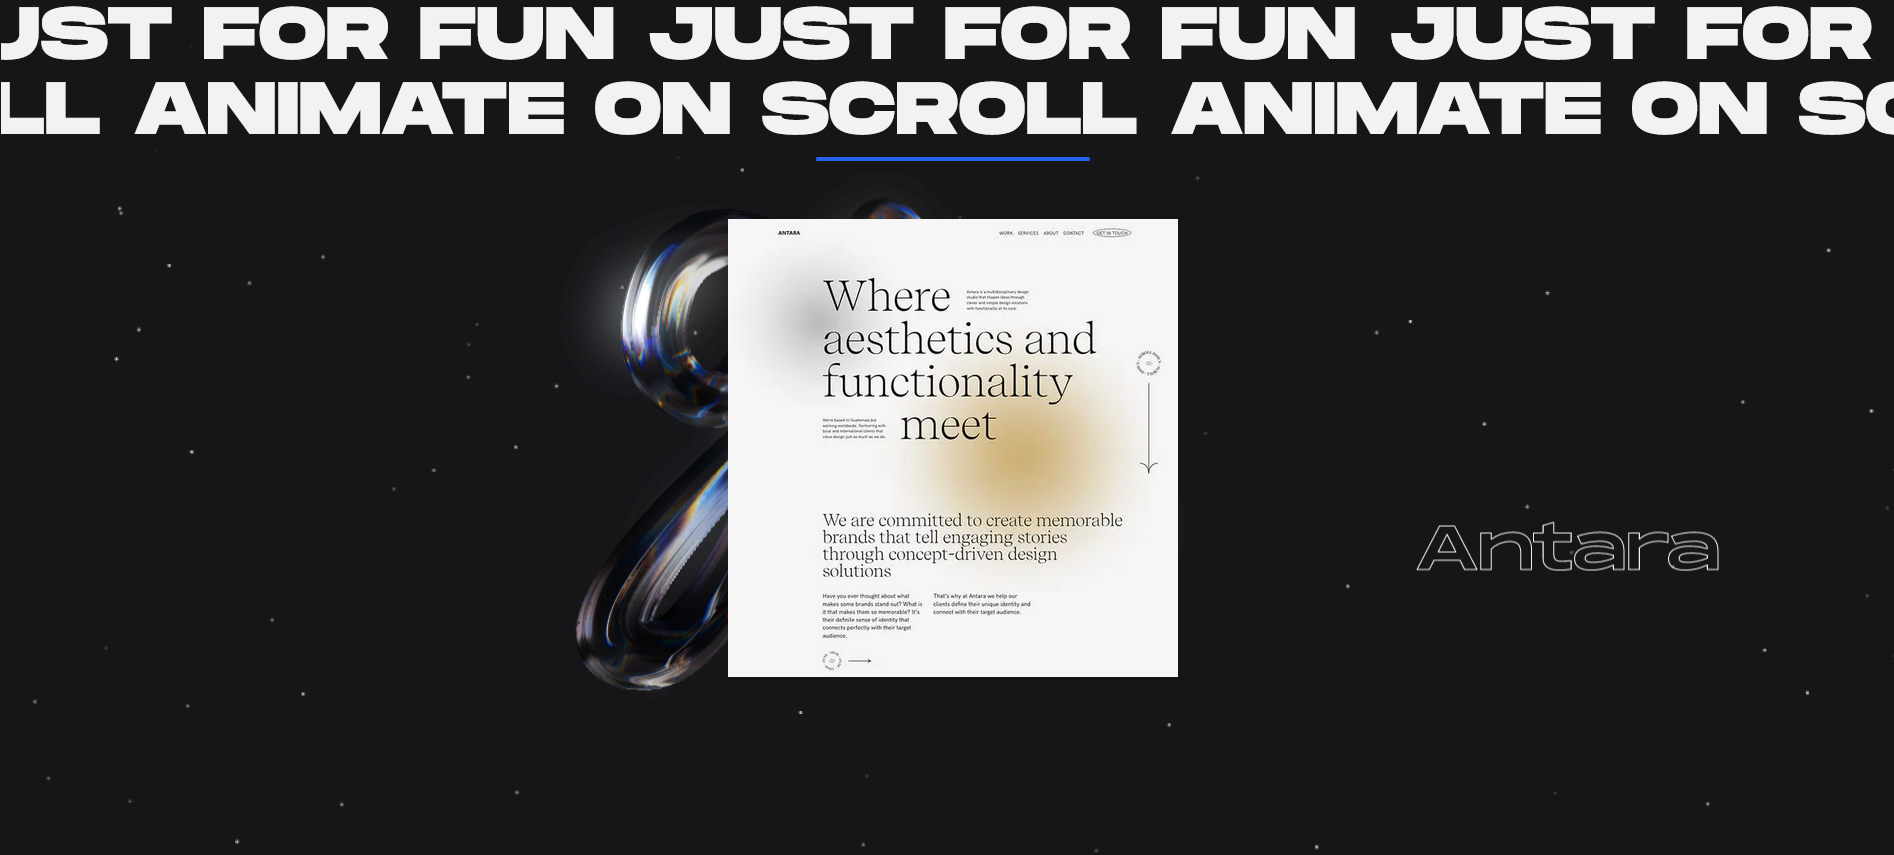 JUST FOR FUN JUST FOR FUN JUST FOR
LL ANIMATE ON SCROLL ANIMATE ON SC
ANTARA
WORK SERVICES ABOUT CONTACT GET IN TOUCH
Where
Antara is a multidisciplinary design
studio that shapes ideas through
clever and simple design solutions
with functionality at its core.
aesthetics and
functionality
meet
We're based in Guatemala but
working worldwide. Partnering with
local and international clients that
value design just as much as we do.
We are committed to create memorable
brands that tell engaging stories
through concept-driven design
solutions
Have you ever thought about what
makes some brands stand out? What is
it that makes them so memorable? It's
their definite sense of identity that
connects perfectly with their target
audience.
That's why at Antara we help our
clients define their unique identity and
connect with their target audience.
Antara